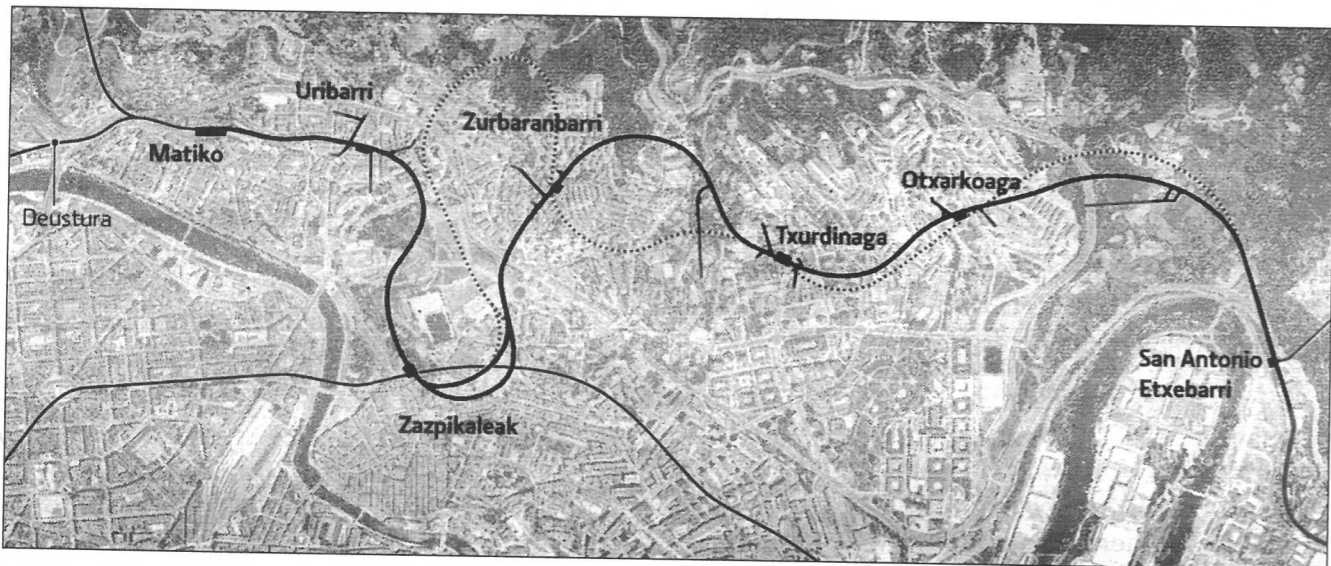 Uribarri
Zurbaranbarri
Matiko
Otxarkoaga
Deustura
Txurdinaga
San Antonio
Etxebarri
Zazpikaleak